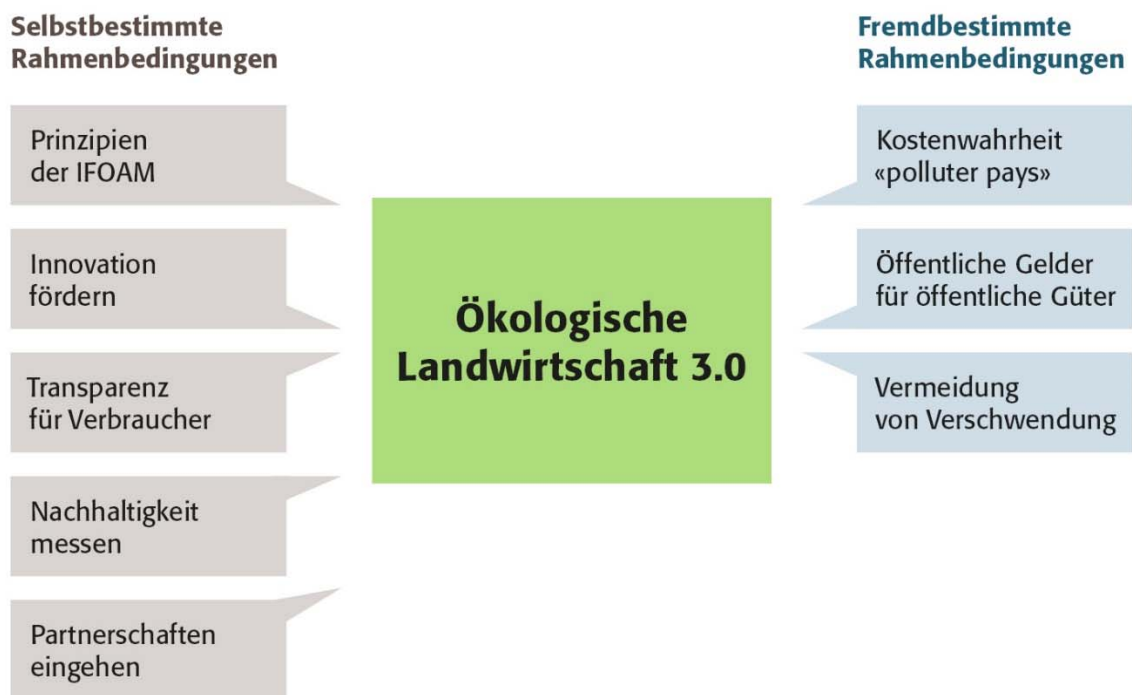 Selbstbestimmte
Rahmenbedingungen
Prinzipien
der IFOAM
Innovation
fördern
Transparenz
für Verbraucher
Nachhaltigkeit
messen
Partnerschaften
eingehen
Ökologische
Landwirtschaft 3.0
Fremdbestimmte
Rahmenbedingungen
Kostenwahrheit
«polluter pays»
Öffentliche Gelder
für öffentliche Güter
Vermeidung
von Verschwendung